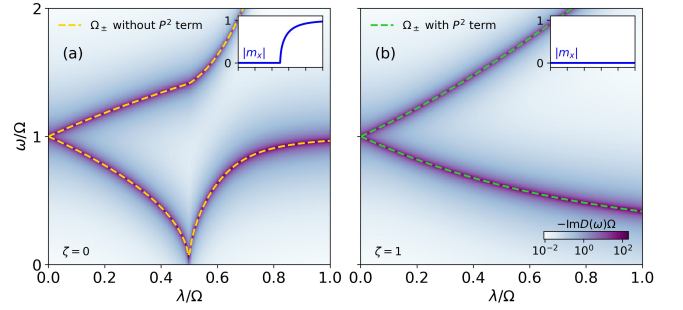 2
1
0
ω/Ω
Ω± without P² term
(a)
1
0
|mₓ|
ζ = 0
0.0 0.2 0.4 0.6 0.8 1.0
λ/Ω
Ω± with P² term
(b)
1
0
|mₓ|
−ImD(ω)Ω
10⁻² 10⁰ 10²
ζ = 1
0.0 0.2 0.4 0.6 0.8 1.0
λ/Ω